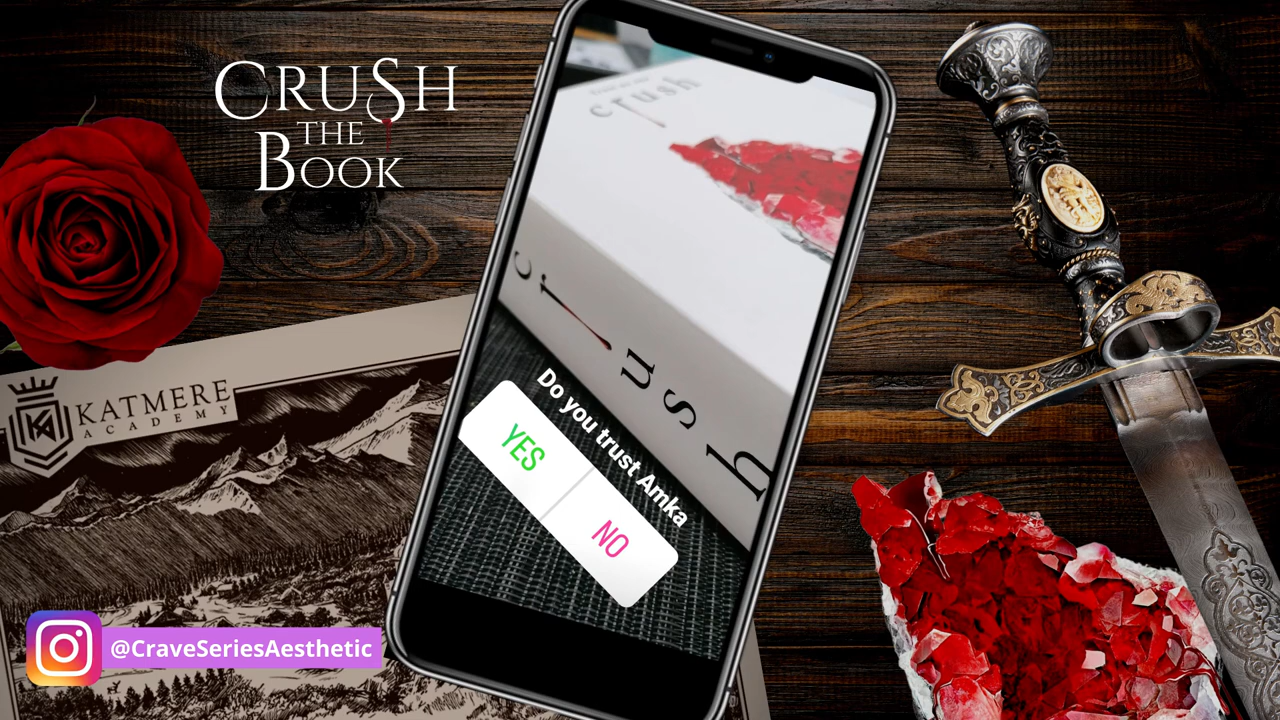 CRUSH
THE
BOOK
crush
crush
Do you trust Amka
YES
NO
KATMERE
ACADEMY
@CraveSeriesAesthetic